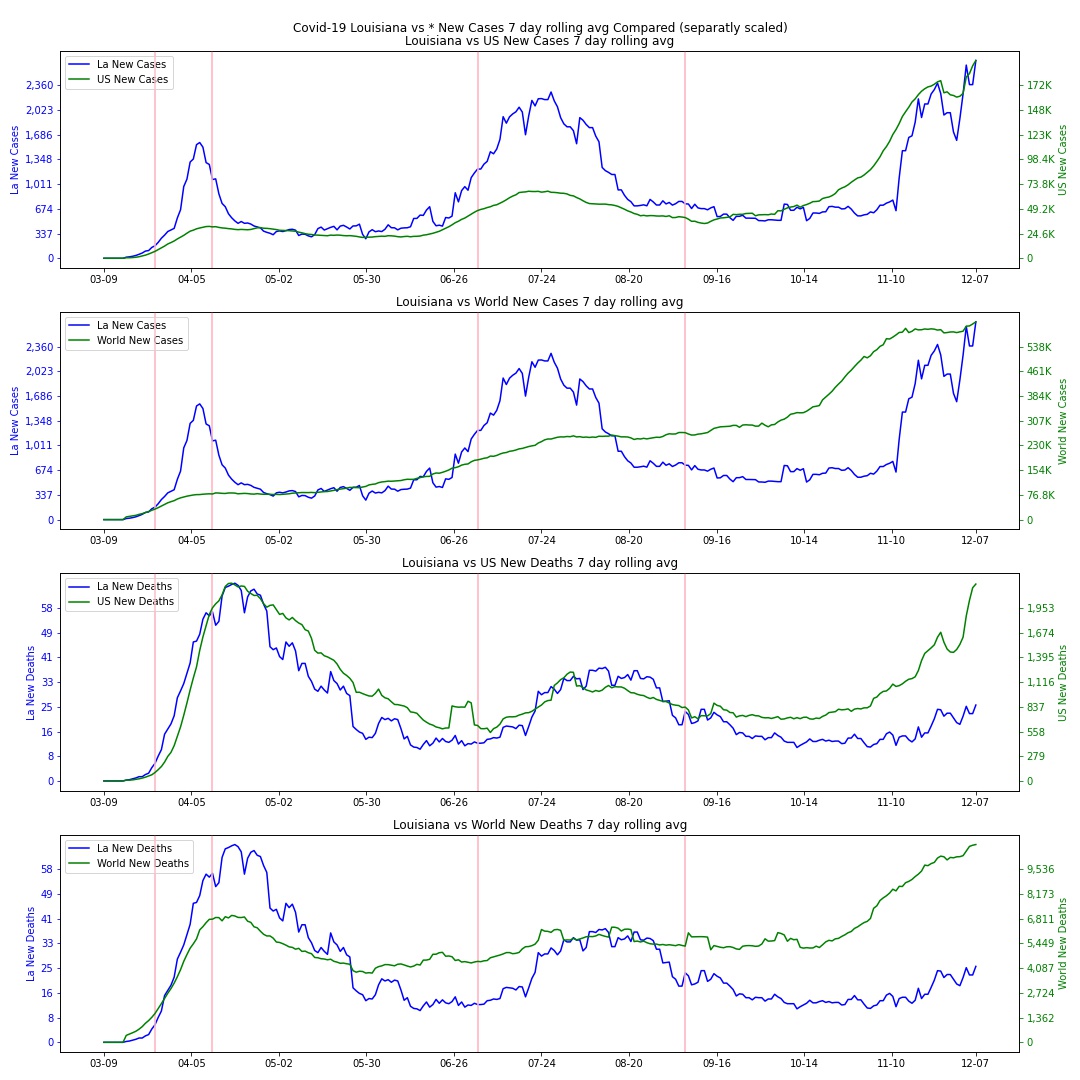 Covid-19 Louisiana vs * New Cases 7 day rolling avg Compared (separatly scaled)
Louisiana vs US New Cases 7 day rolling avg
La New Cases
US New Cases
2,360
2,023
1,686
1,348
1,011
674
337
0
La New Cases
172K
148K
123K
98.4K
73.8K
49.2K
24.6K
0
US New Cases
03-09 04-05 05-02 05-30 06-26 07-24 08-20 09-16 10-14 11-10 12-07
Louisiana vs World New Cases 7 day rolling avg
La New Cases
World New Cases
2,360
2,023
1,686
1,348
1,011
674
337
0
La New Cases
538K
461K
384K
307K
230K
154K
76.8K
0
World New Cases
03-09 04-05 05-02 05-30 06-26 07-24 08-20 09-16 10-14 11-10 12-07
Louisiana vs US New Deaths 7 day rolling avg
La New Deaths
US New Deaths
58
49
41
33
25
16
8
0
La New Deaths
1,953
1,674
1,395
1,116
837
558
279
0
US New Deaths
03-09 04-05 05-02 05-30 06-26 07-24 08-20 09-16 10-14 11-10 12-07
Louisiana vs World New Deaths 7 day rolling avg
La New Deaths
World New Deaths
58
49
41
33
25
16
8
0
La New Deaths
9,536
8,173
6,811
5,449
4,087
2,724
1,362
0
World New Deaths
03-09 04-05 05-02 05-30 06-26 07-24 08-20 09-16 10-14 11-10 12-07